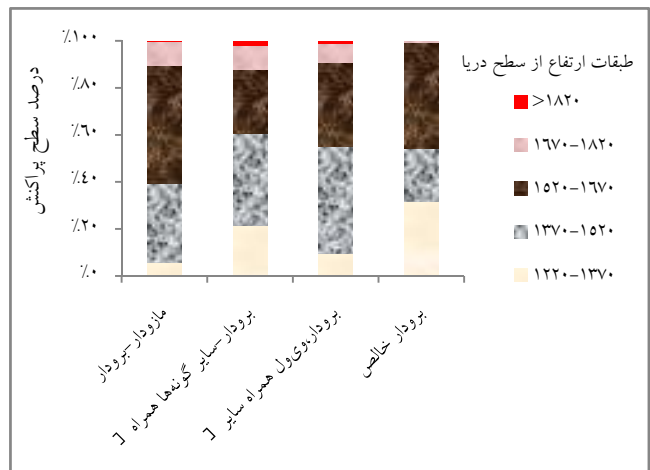 ٪۱۰۰
٪۸۰
٪۶۰
٪۴۰
٪۲۰
٪۰
درصد سطح پراکنش
طبقات ارتفاع از سطح دریا
>۱۸۲۰
۱۶۷۰-۱۸۲۰
۱۵۲۰-۱۶۷۰
۱۳۷۰-۱۵۲۰
۱۲۲۰-۱۳۷۰
مازودار-برودار
برودار-سایر گونه‌ها همراه [
برودار،وی‌ول همراه سایر [
برودار خالص